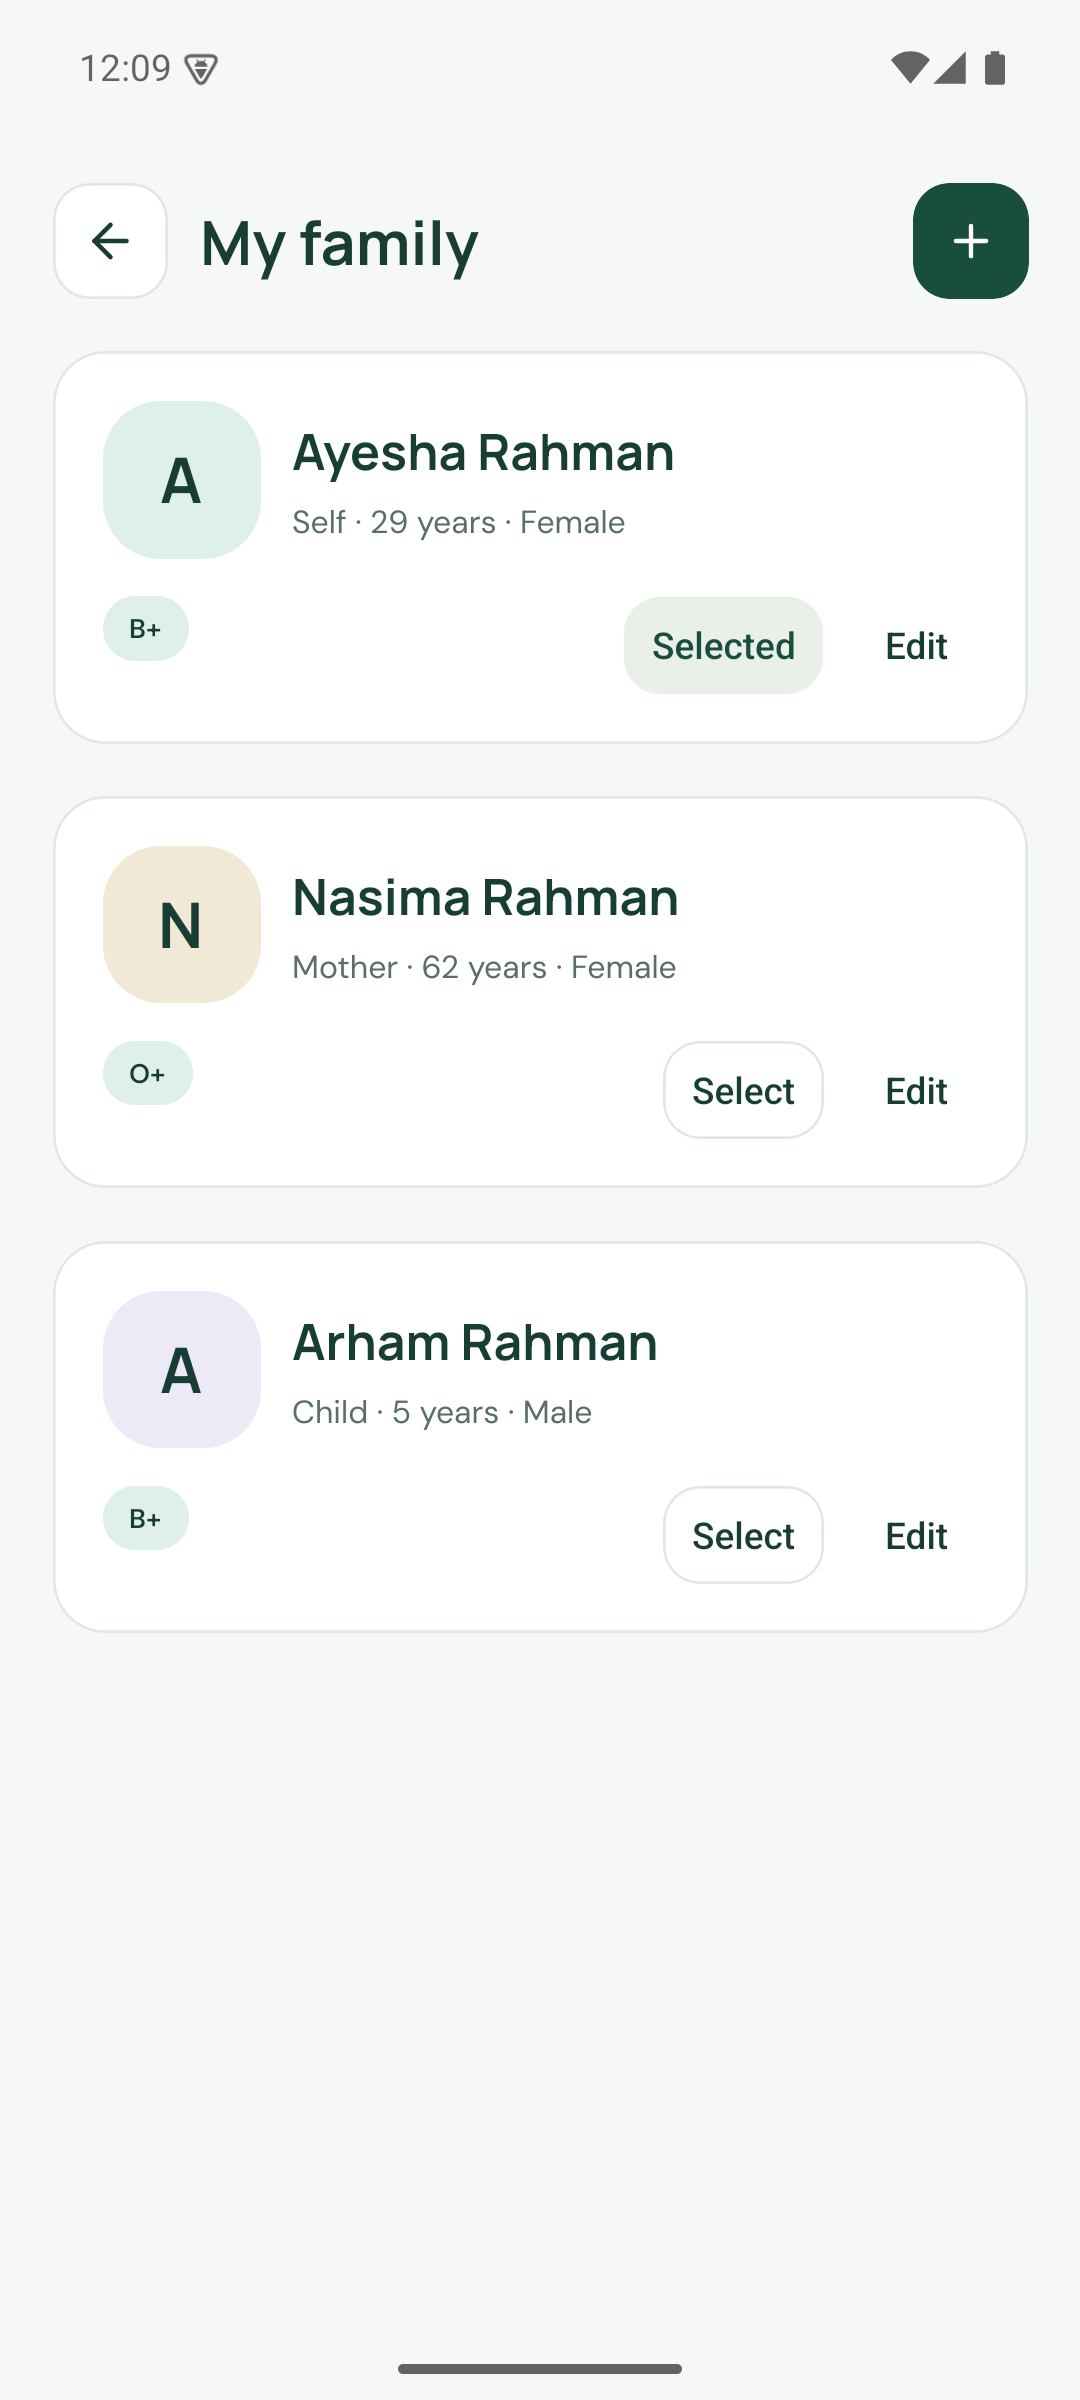 12:09
My family
A
Ayesha Rahman
Self · 29 years · Female
B+
Selected
Edit
N
Nasima Rahman
Mother · 62 years · Female
O+
Select
Edit
A
Arham Rahman
Child · 5 years · Male
B+
Select
Edit